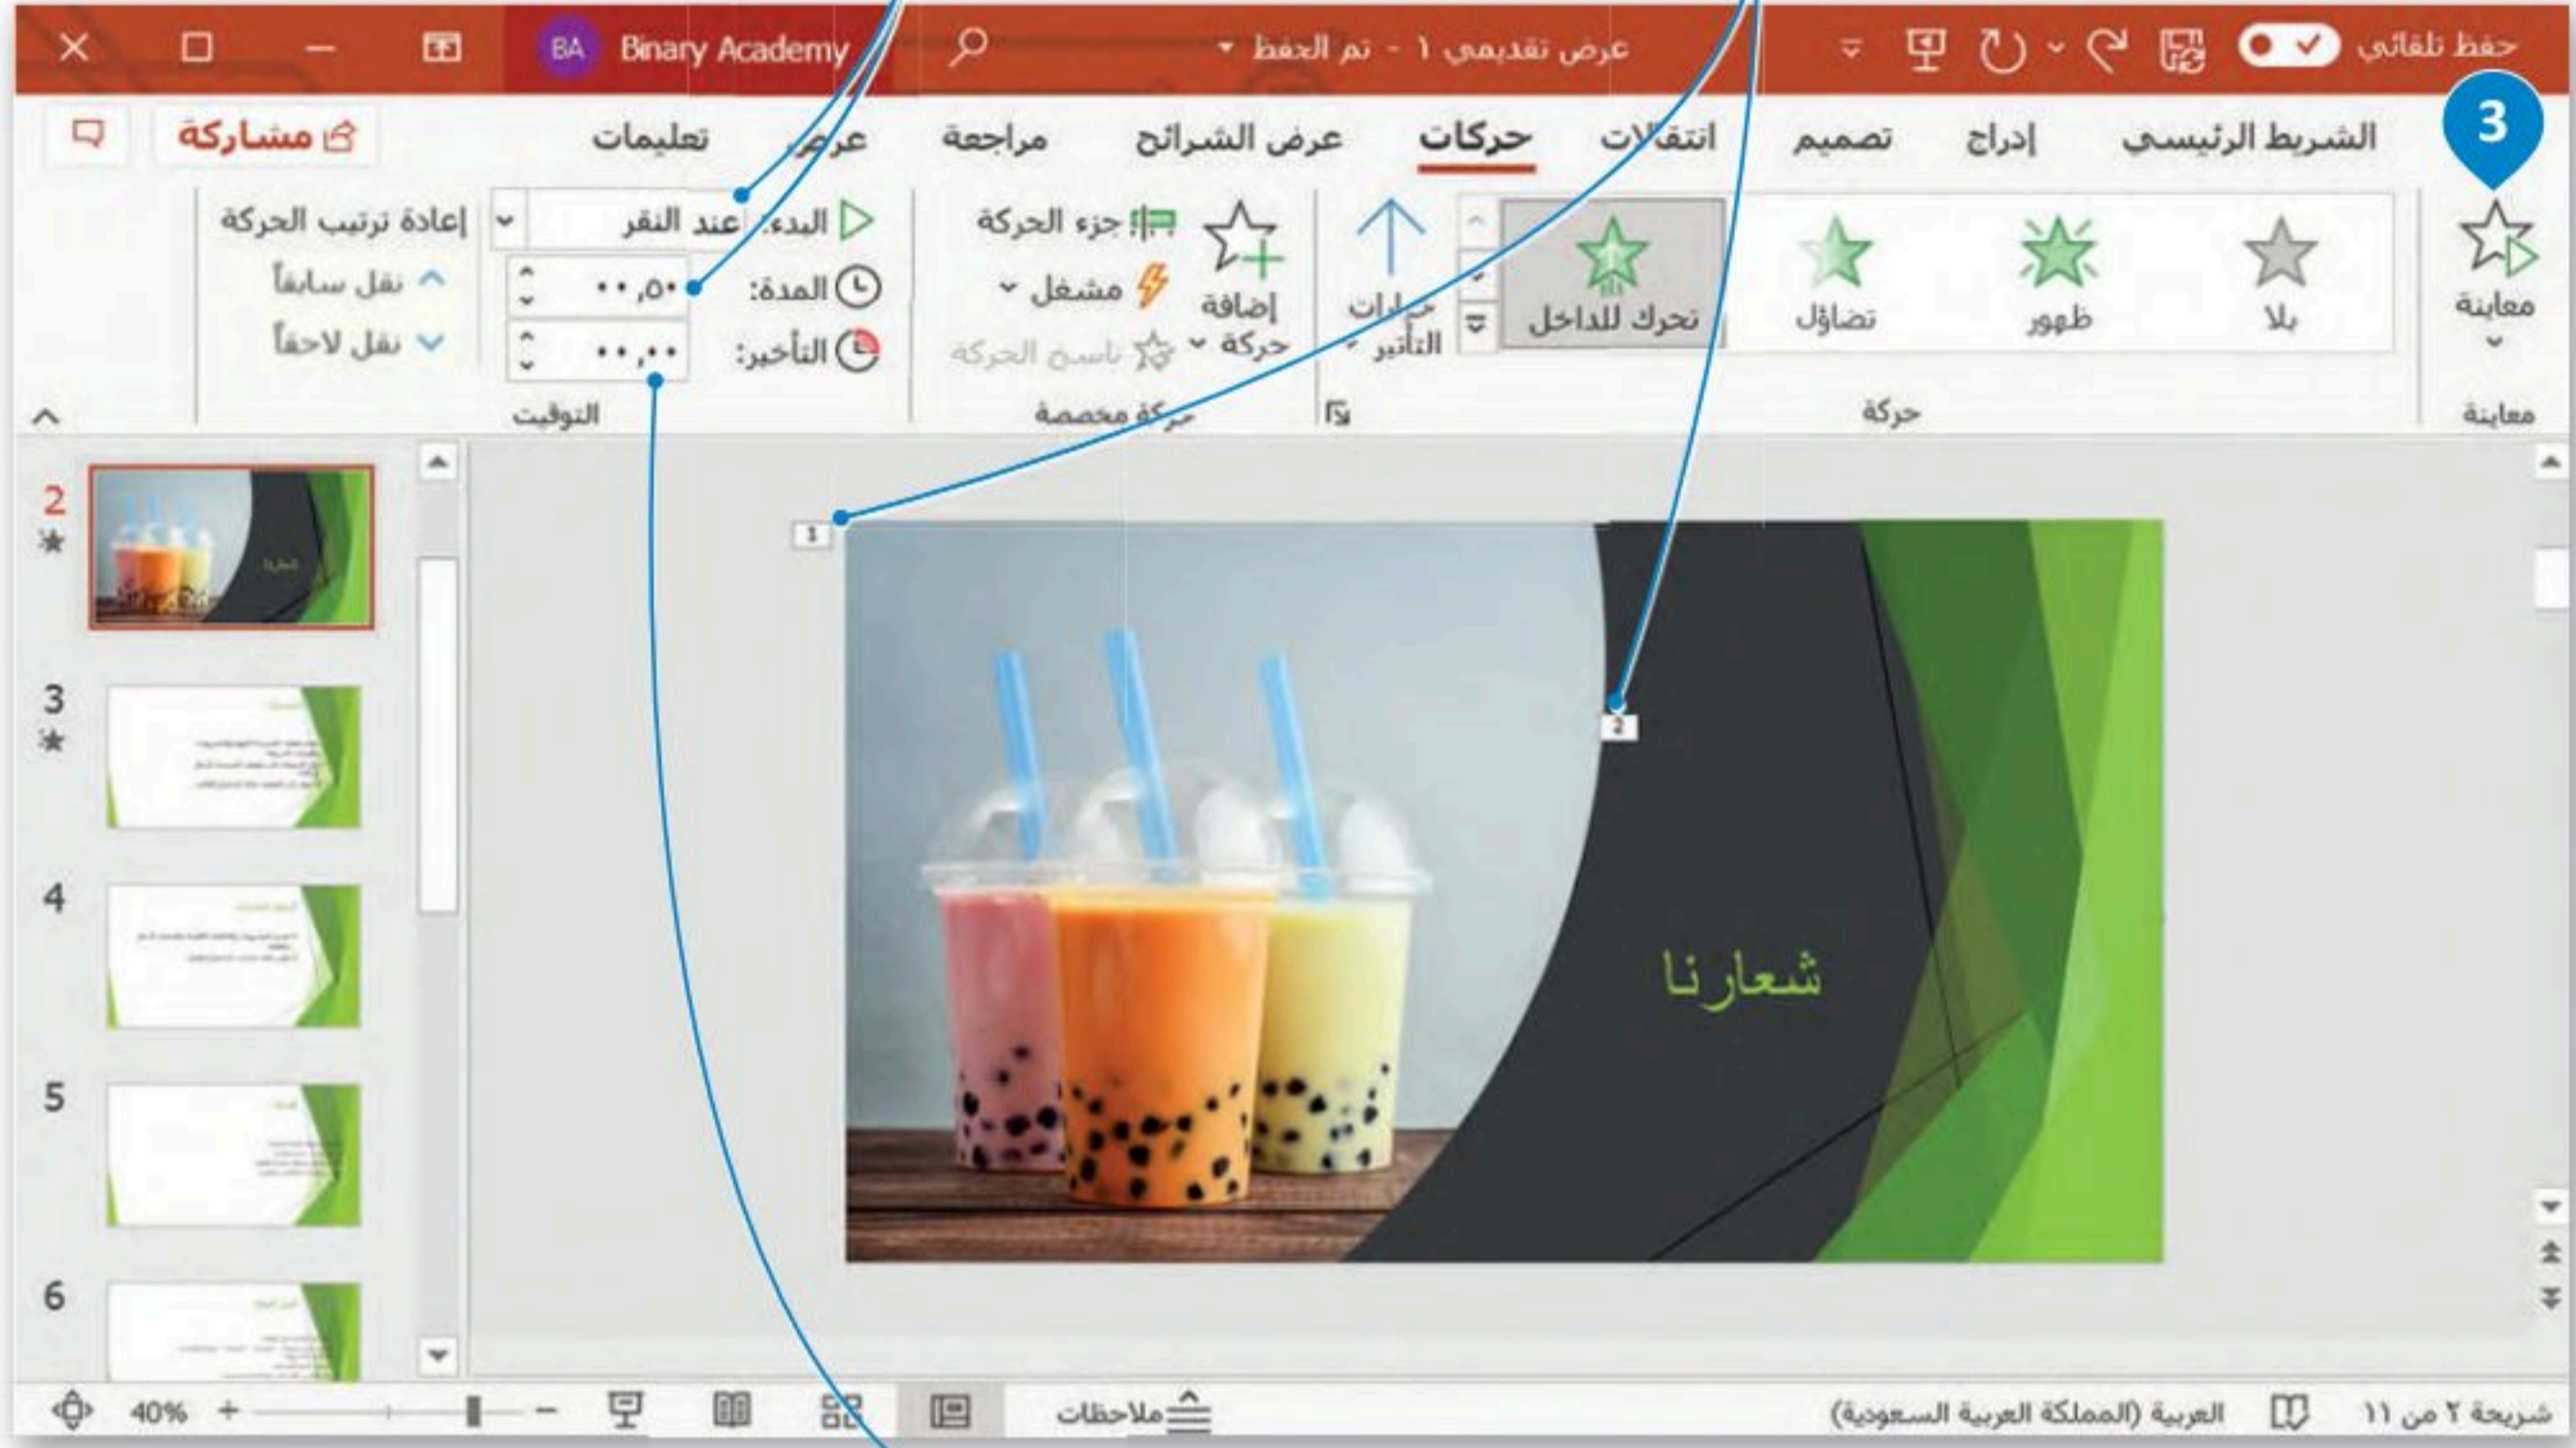 حفظ تلقائي
عرض تقديمي ١ - تم الحفظ
Binary Academy
BA
3
الشريط الرئيسي
إدراج
تصميم
انتقالات
حركات
عرض الشرائح
مراجعة
عرض
تعليمات
مشاركة
معاينة
معاينة
بلا
ظهور
تضاؤل
تحرك للداخل
حركة
خيارات
التأثير
إضافة
حركة
جزء الحركة
مشغل
ناسخ الحركة
حركة مخصصة
البدء: عند النقر
المدة: ٠٠,٥٠
التأخير: ٠٠,٠٠
التوقيت
إعادة ترتيب الحركة
نقل سابقاً
نقل لاحقاً
1
2
شعارنا
2
3
4
5
6
شريحة ٢ من ١١
العربية (المملكة العربية السعودية)
ملاحظات
40%